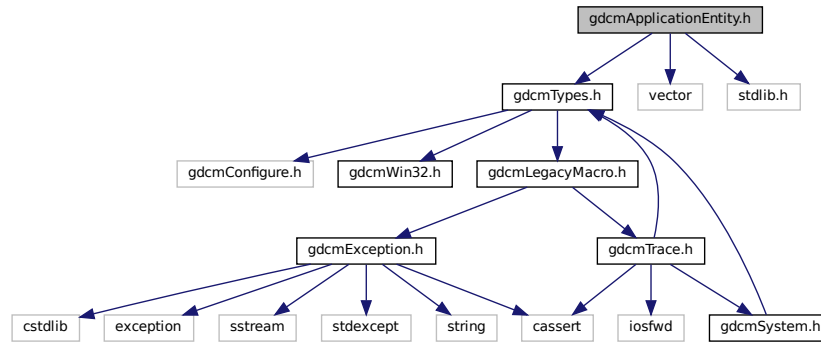 gdcmApplicationEntity.h
gdcmTypes.h
vector
stdlib.h
gdcmConfigure.h
gdcmWin32.h
gdcmLegacyMacro.h
gdcmException.h
gdcmTrace.h
cstdlib
exception
sstream
stdexcept
string
cassert
iosfwd
gdcmSystem.h